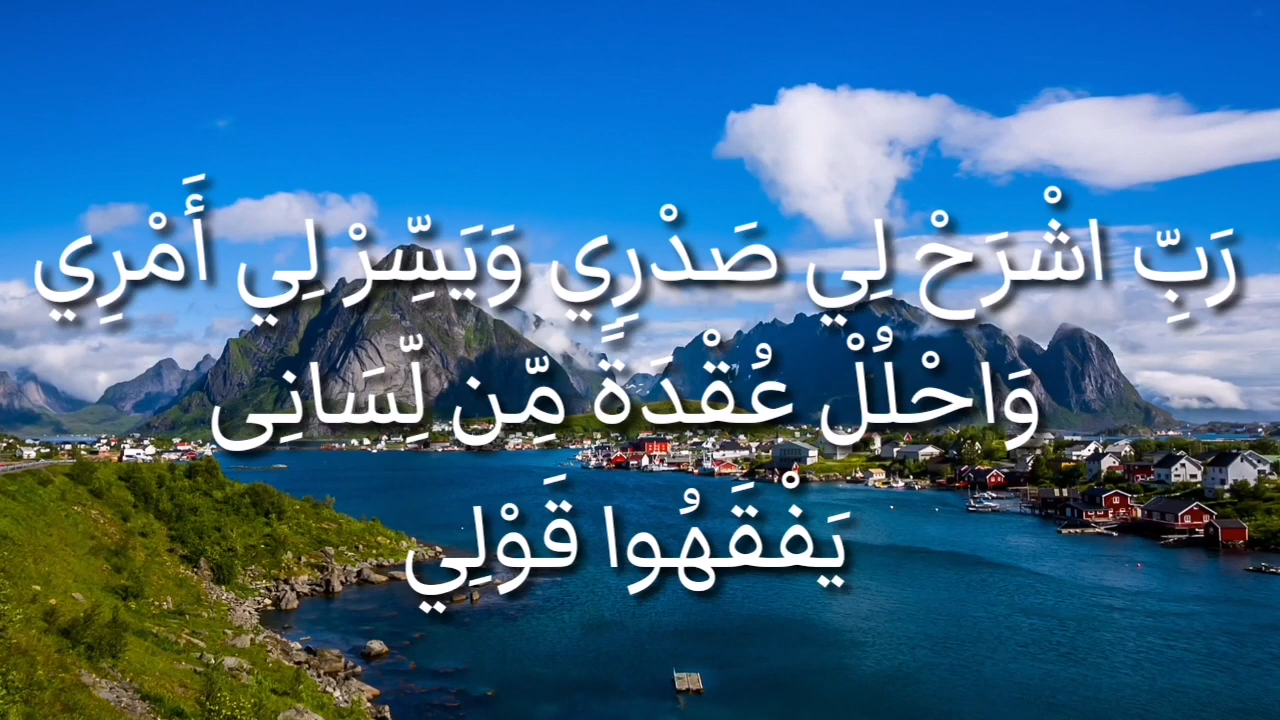 رَبِّ اشْرَحْ لِي صَدْرِي وَيَسِّرْ لِي أَمْرِي
وَاحْلُلْ عُقْدَةً مِّن لِّسَانِى
يَفْقَهُوا قَوْلِي